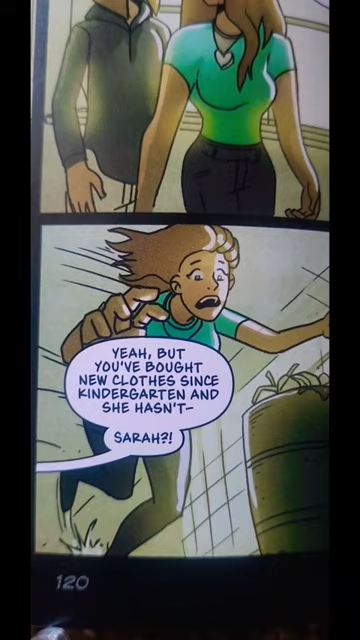 YEAH, BUT
YOU'VE BOUGHT
NEW CLOTHES SINCE
KINDERGARTEN AND
SHE HASN'T-
SARAH?!
120